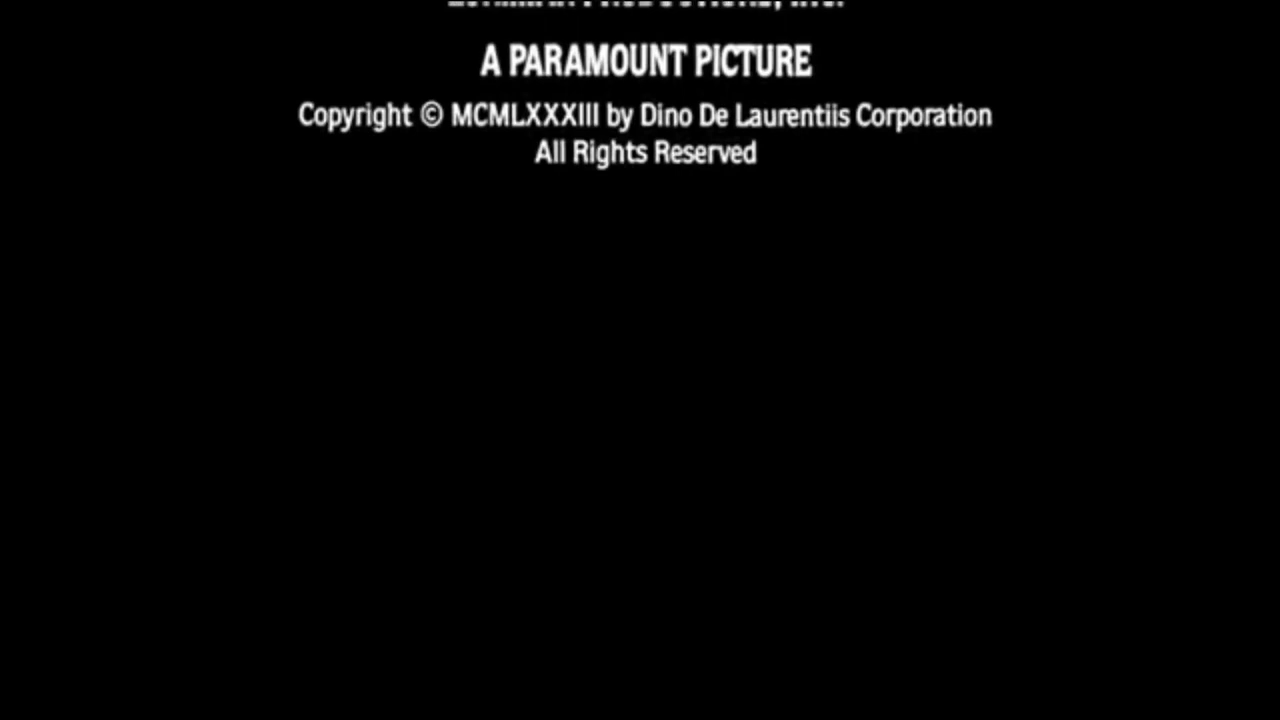 A PARAMOUNT PICTURE
Copyright © MCMLXXXIII by Dino De Laurentiis Corporation
All Rights Reserved